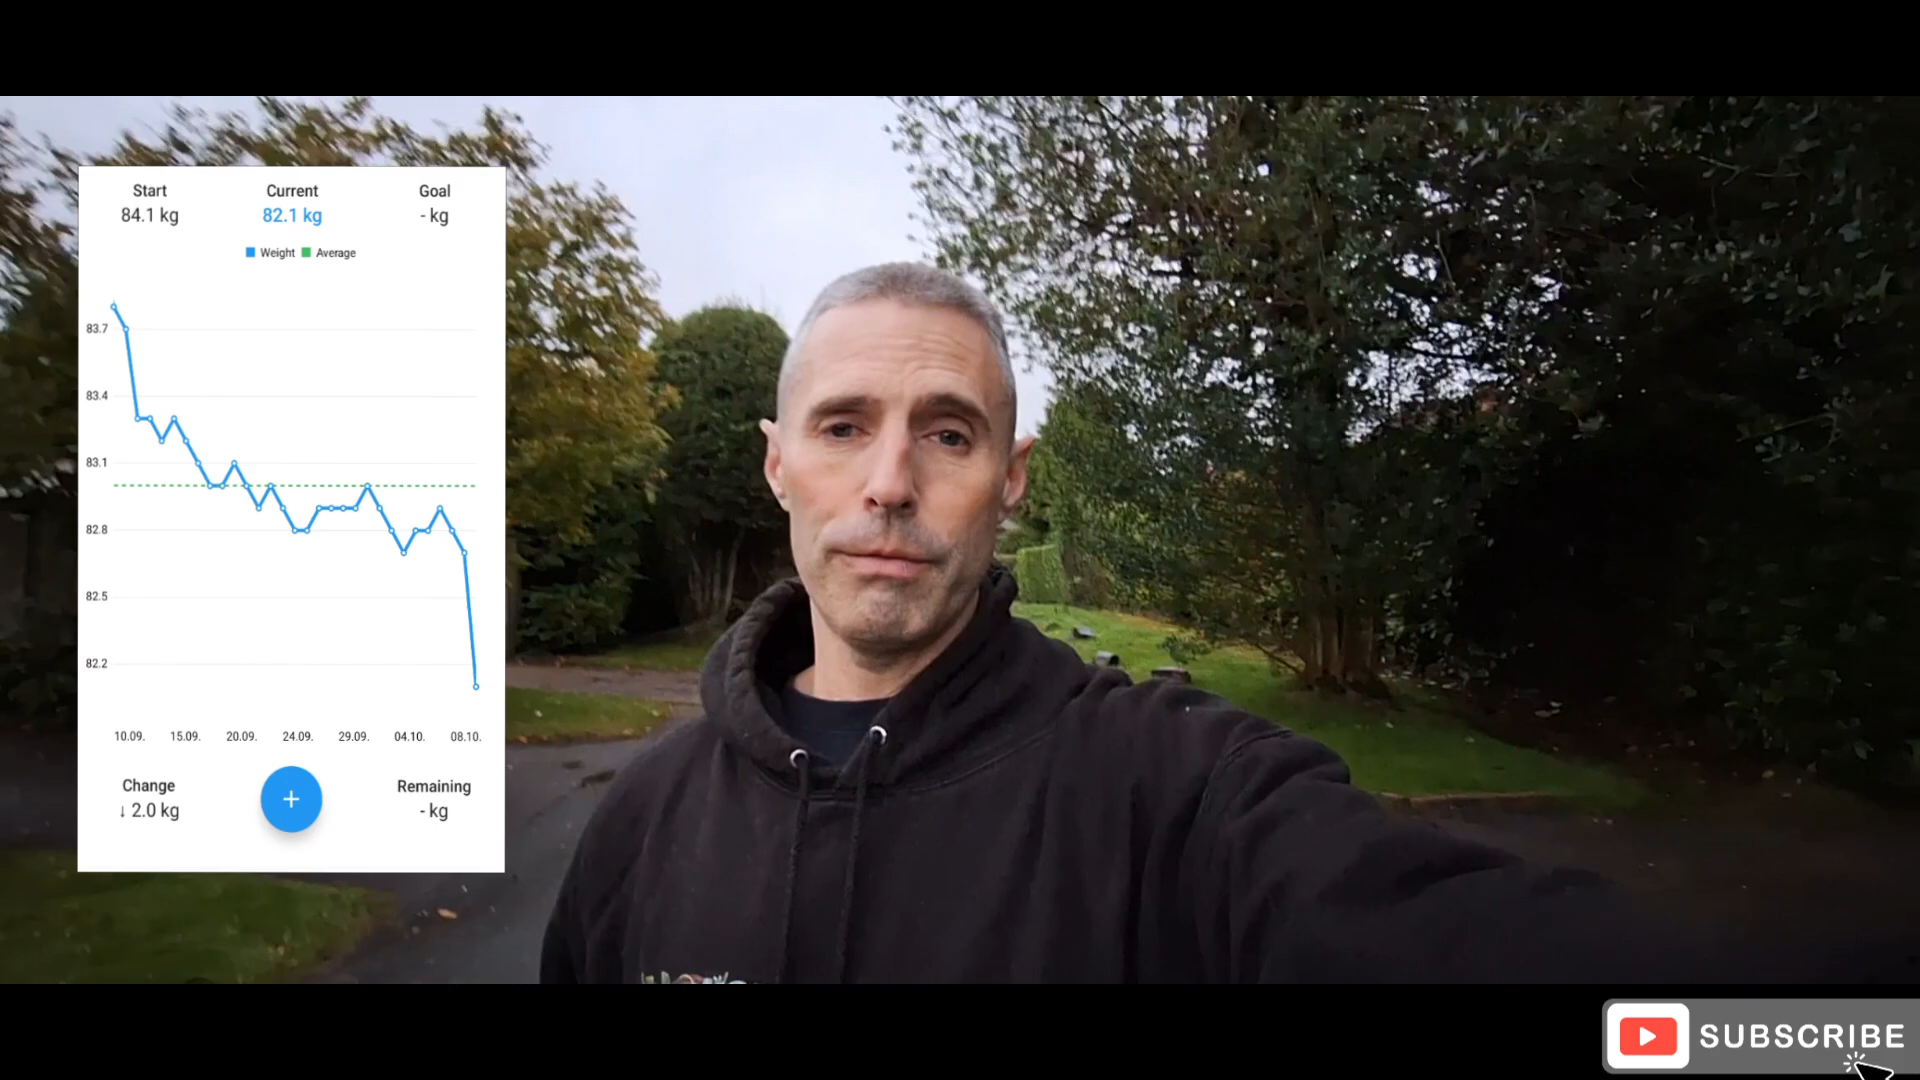 Start Current Goal
84.1 kg 82.1 kg - kg
Weight Average
83.7
83.4
83.1
82.8
82.5
82.2
10.09. 15.09. 20.09. 24.09. 29.09. 04.10. 08.10.
Change Remaining
↓ 2.0 kg - kg
+
SUBSCRIBE